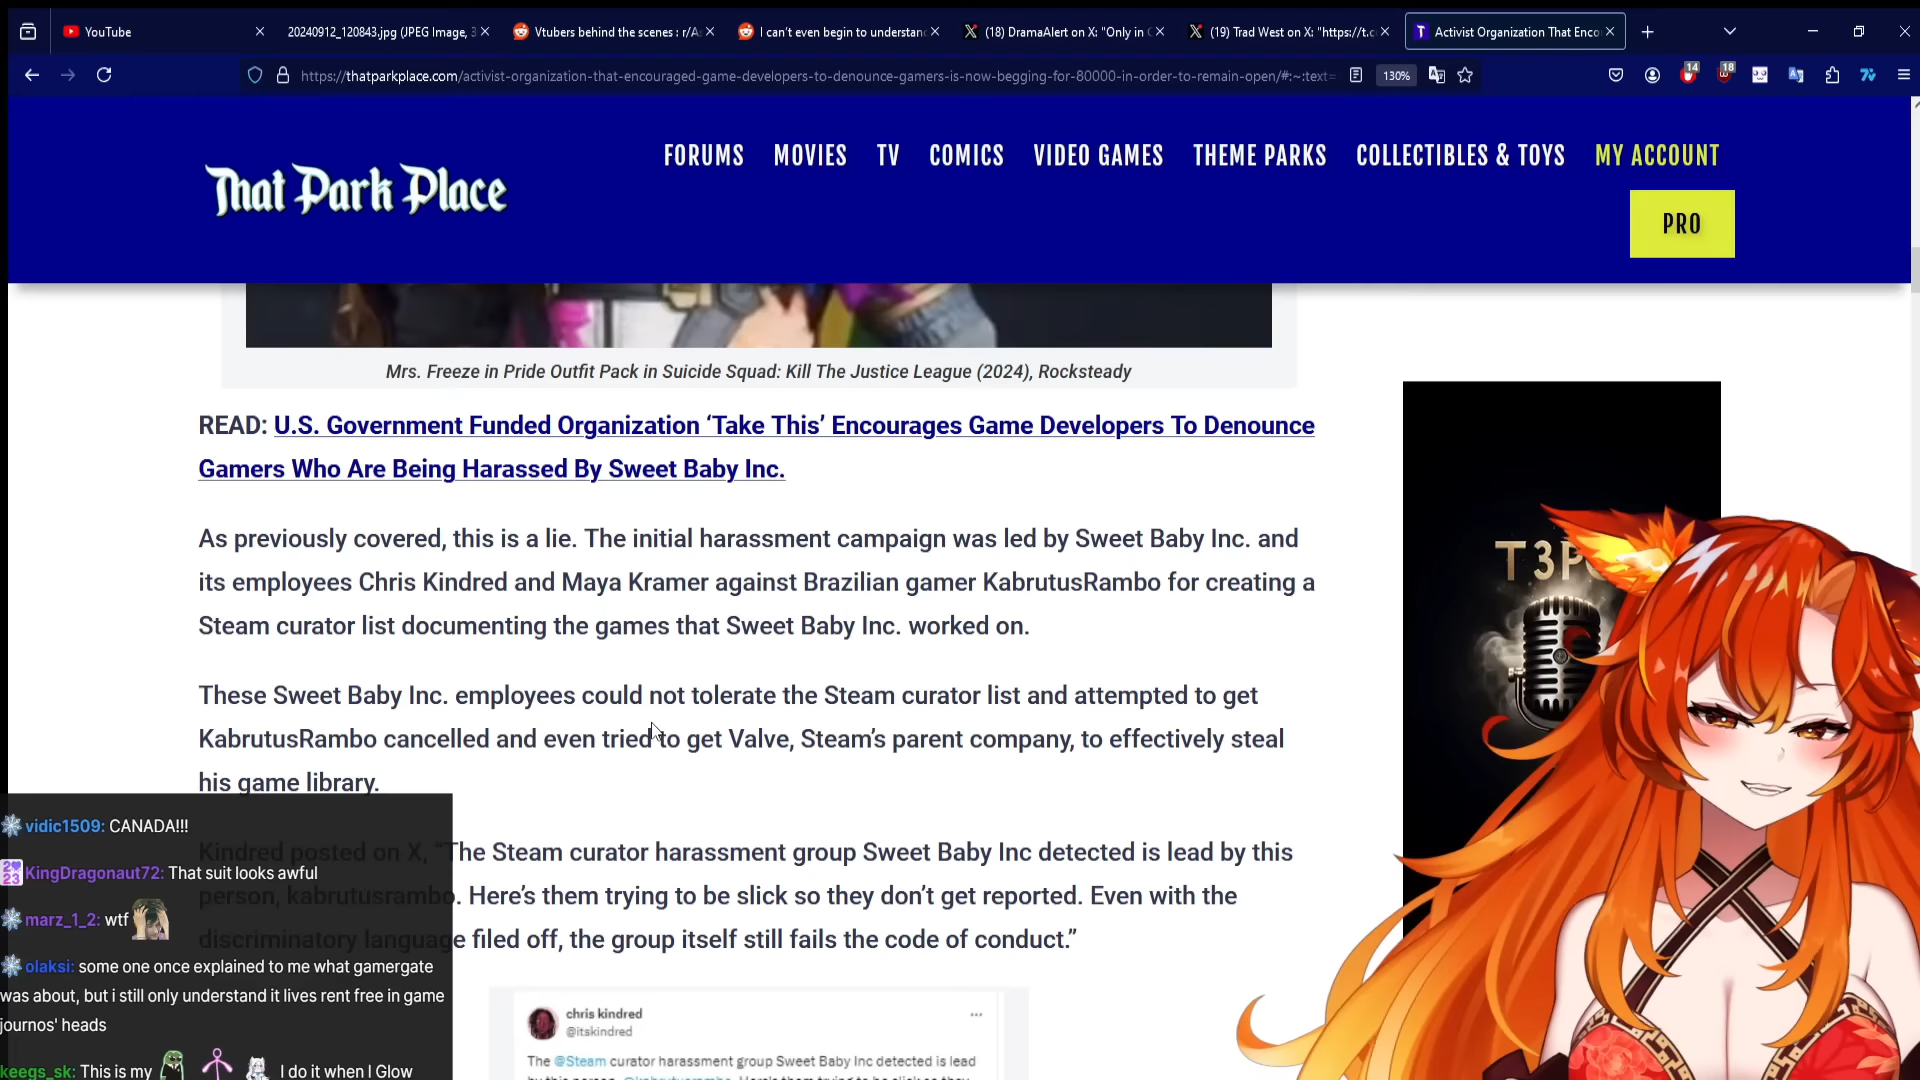 YouTube
20240912_120843.jpg (JPEG Image, 3
Vtubers behind the scenes : r/A
I can't even begin to understan
(18) DramaAlert on X: "Only in
(19) Trad West on X: "https://t.c
Activist Organization That Enco
https://thatparkplace.com/activist-organization-that-encouraged-game-developers-to-denounce-gamers-is-now-begging-for-80000-in-order-to-remain-open/#:~:text=
130%
14
18
That Park Place
FORUMS MOVIES TV COMICS VIDEO GAMES THEME PARKS COLLECTIBLES & TOYS MY ACCOUNT
PRO
Mrs. Freeze in Pride Outfit Pack in Suicide Squad: Kill The Justice League (2024), Rocksteady
READ: U.S. Government Funded Organization ‘Take This’ Encourages Game Developers To Denounce
Gamers Who Are Being Harassed By Sweet Baby Inc.
As previously covered, this is a lie. The initial harassment campaign was led by Sweet Baby Inc. and
its employees Chris Kindred and Maya Kramer against Brazilian gamer KabrutusRambo for creating a
Steam curator list documenting the games that Sweet Baby Inc. worked on.
These Sweet Baby Inc. employees could not tolerate the Steam curator list and attempted to get
KabrutusRambo cancelled and even tried to get Valve, Steam’s parent company, to effectively steal
his game library.
Kindred posted on X, “The Steam curator harassment group Sweet Baby Inc detected is lead by this
person, kabrutusrambo. Here’s them trying to be slick so they don’t get reported. Even with the
discriminatory language filed off, the group itself still fails the code of conduct.”
chris kindred
@itskindred
The @Steam curator harassment group Sweet Baby Inc detected is lead
T3P
vidic1509: CANADA!!!
2023
KingDragonaut72: That suit looks awful
marz_1_2: wtf
olaksi: some one once explained to me what gamergate
was about, but i still only understand it lives rent free in game
journos' heads
keegs_sk: This is my I do it when I Glow